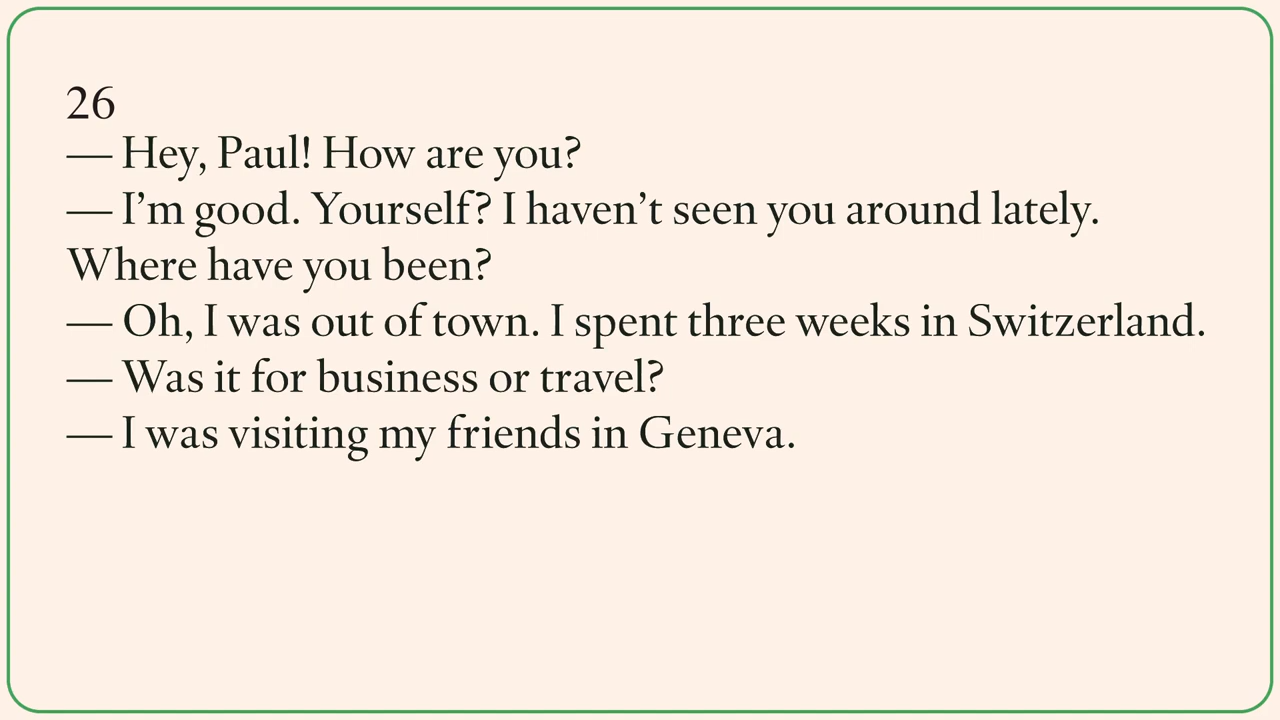 26
— Hey, Paul! How are you?
— I’m good. Yourself? I haven’t seen you around lately.
Where have you been?
— Oh, I was out of town. I spent three weeks in Switzerland.
— Was it for business or travel?
— I was visiting my friends in Geneva.